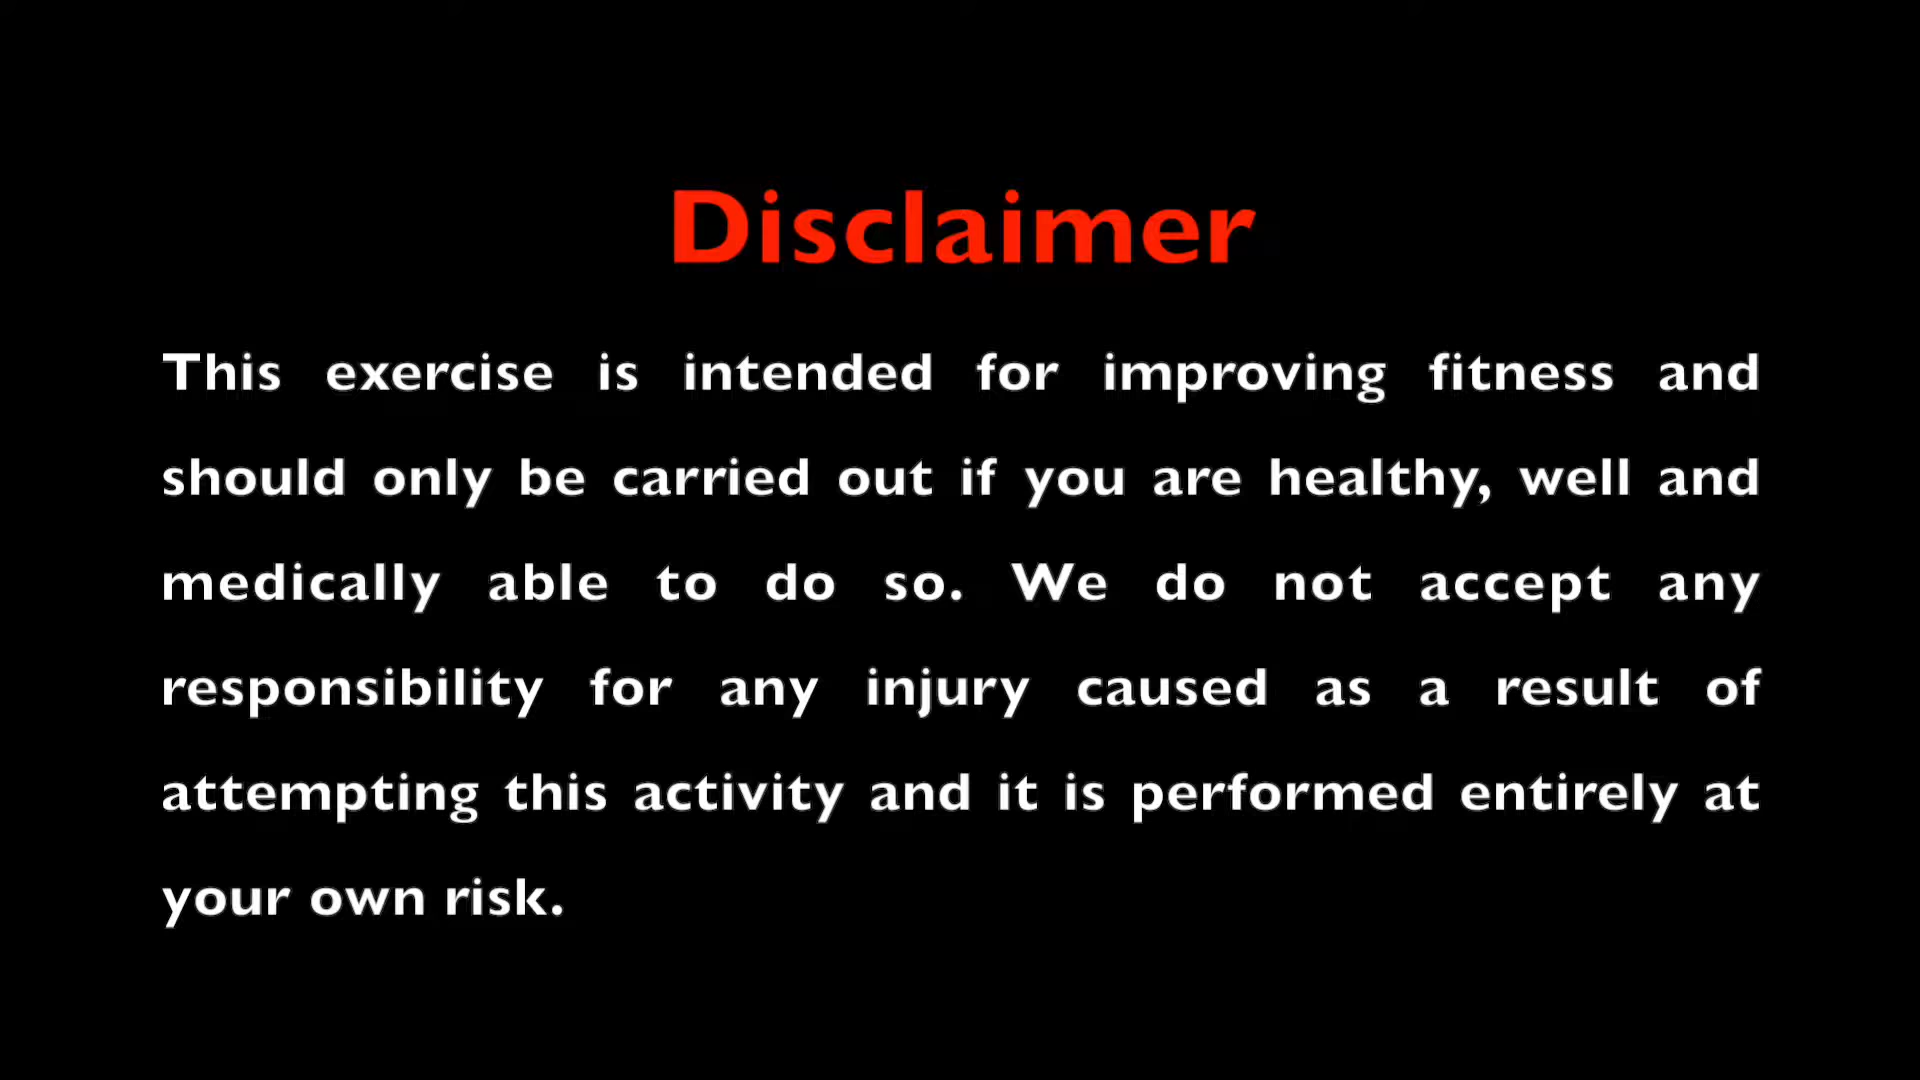 Disclaimer
This exercise is intended for improving fitness and
should only be carried out if you are healthy, well and
medically able to do so. We do not accept any
responsibility for any injury caused as a result of
attempting this activity and it is performed entirely at
your own risk.